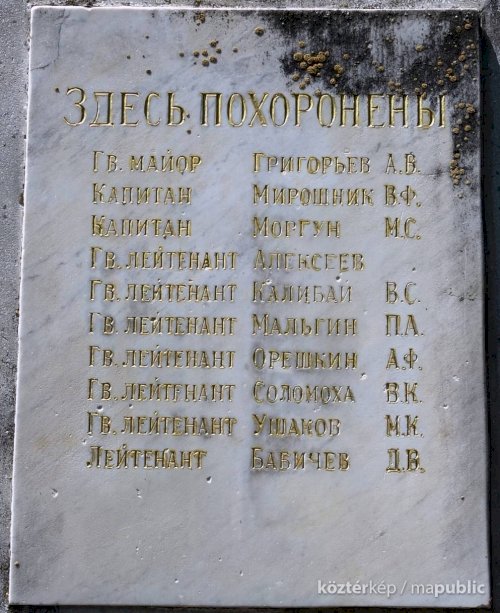 ЗДЕСЬ ПОХОРОНЕНЫ
ГВ. МАЙОР ГРИГОРЬЕВ А.В.
КАПИТАН МИРОШНИК В.Ф.
КАПИТАН МОРГУН М.С.
ГВ. ЛЕЙТЕНАНТ АЛЕКСЕЕВ
ГВ. ЛЕЙТЕНАНТ КАЛИБАЙ В.С.
ГВ. ЛЕЙТЕНАНТ МАЛЬГИН П.А.
ГВ. ЛЕЙТЕНАНТ ОРЕШКИН А.Ф.
ГВ. ЛЕЙТЕНАНТ СОЛОМОХА В.К.
ГВ. ЛЕЙТЕНАНТ УШАКОВ М.К.
ЛЕЙТЕНАНТ БАБИЧЕВ Д.В.
köztérkép / mapublic